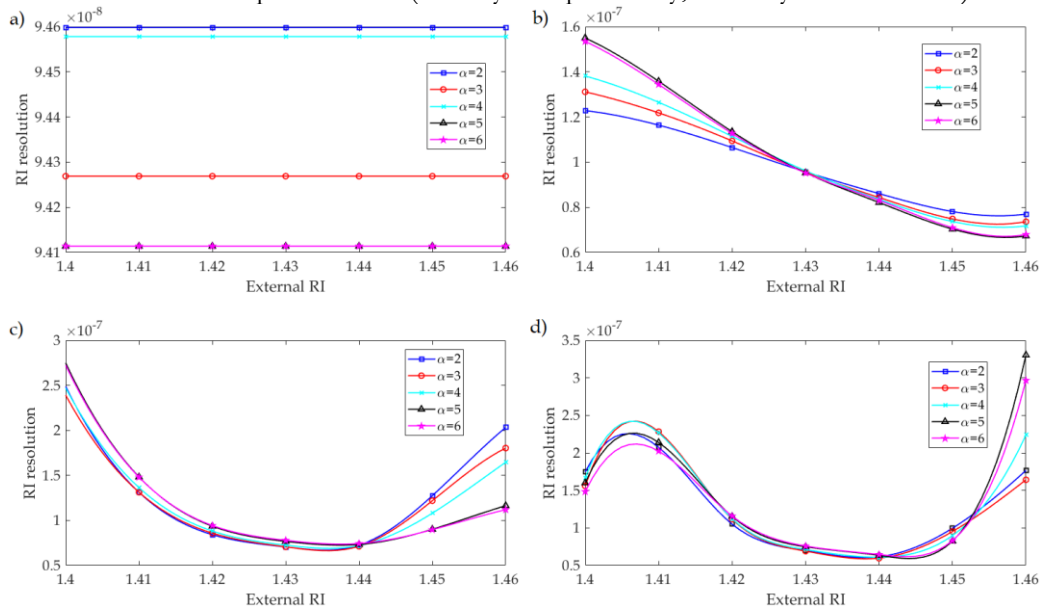 a)
×10⁻⁸
9.46
9.45
9.44
9.43
9.42
9.41
RI resolution
α=2
α=3
α=4
α=5
α=6
1.4 1.41 1.42 1.43 1.44 1.45 1.46
External RI
b)
×10⁻⁷
1.6
1.4
1.2
1
0.8
0.6
RI resolution
α=2
α=3
α=4
α=5
α=6
1.4 1.41 1.42 1.43 1.44 1.45 1.46
External RI
c)
×10⁻⁷
3
2.5
2
1.5
1
0.5
RI resolution
α=2
α=3
α=4
α=5
α=6
1.4 1.41 1.42 1.43 1.44 1.45 1.46
External RI
d)
×10⁻⁷
3.5
3
2.5
2
1.5
1
0.5
RI resolution
α=2
α=3
α=4
α=5
α=6
1.4 1.41 1.42 1.43 1.44 1.45 1.46
External RI